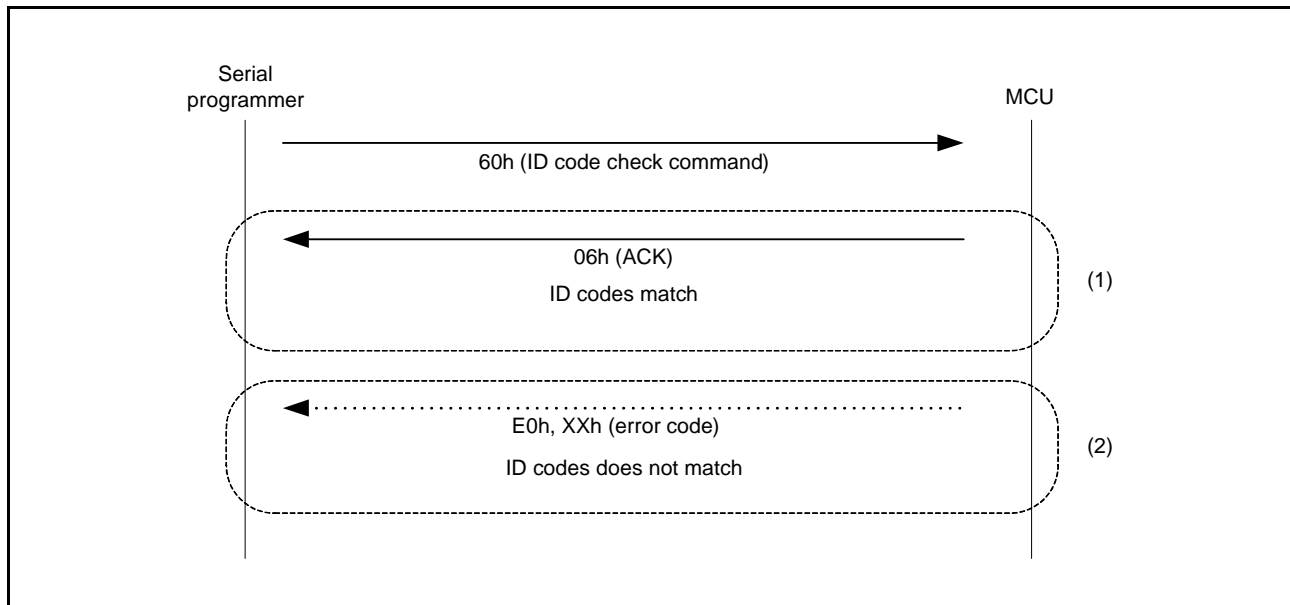 Serial
programmer
MCU
60h (ID code check command)
06h (ACK)
ID codes match
(1)
E0h, XXh (error code)
ID codes does not match
(2)